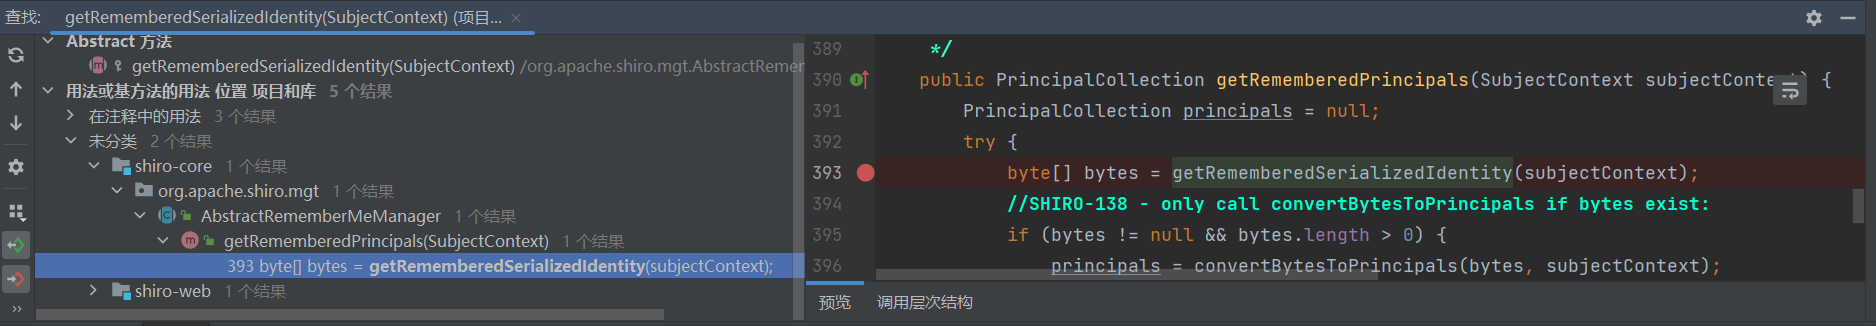 查找: getRememberedSerializedIdentity(SubjectContext) (项目... ×
Abstract 方法
getRememberedSerializedIdentity(SubjectContext) /org.apache.shiro.mgt.AbstractRemem
用法或基方法的用法 位置 项目和库 5 个结果
在注释中的用法 3 个结果
未分类 2 个结果
shiro-core 1 个结果
org.apache.shiro.mgt 1 个结果
AbstractRememberMeManager 1 个结果
getRememberedPrincipals(SubjectContext) 1 个结果
393 byte[] bytes = getRememberedSerializedIdentity(subjectContext);
shiro-web 1 个结果
389 */
390 public PrincipalCollection getRememberedPrincipals(SubjectContext subjectContext) {
391 PrincipalCollection principals = null;
392 try {
393 byte[] bytes = getRememberedSerializedIdentity(subjectContext);
394 //SHIRO-138 - only call convertBytesToPrincipals if bytes exist:
395 if (bytes != null && bytes.length > 0) {
396 principals = convertBytesToPrincipals(bytes, subjectContext);
预览 调用层次结构